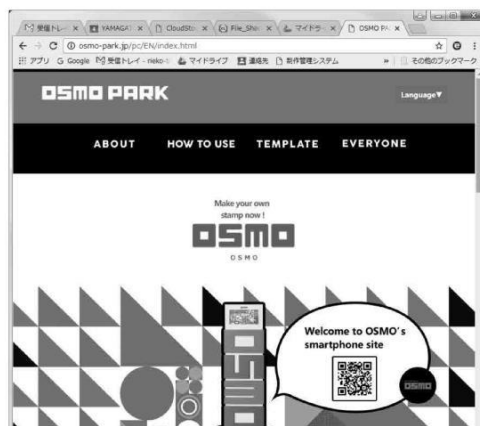 受信トレイ
YAMAGAT
CloudSto
File_Sha
マイドラ
OSMO PA
osmo-park.jp/pc/EN/index.html
アプリ G Google 受信トレイ - rieko-s マイドライブ 連絡先 制作管理システム » その他のブックマーク
OSMO PARK
Language▼
ABOUT HOW TO USE TEMPLATE EVERYONE
Make your own
stamp now !
OSMO
OSMO
Welcome to OSMO's
smartphone site
OSMO
OSMO